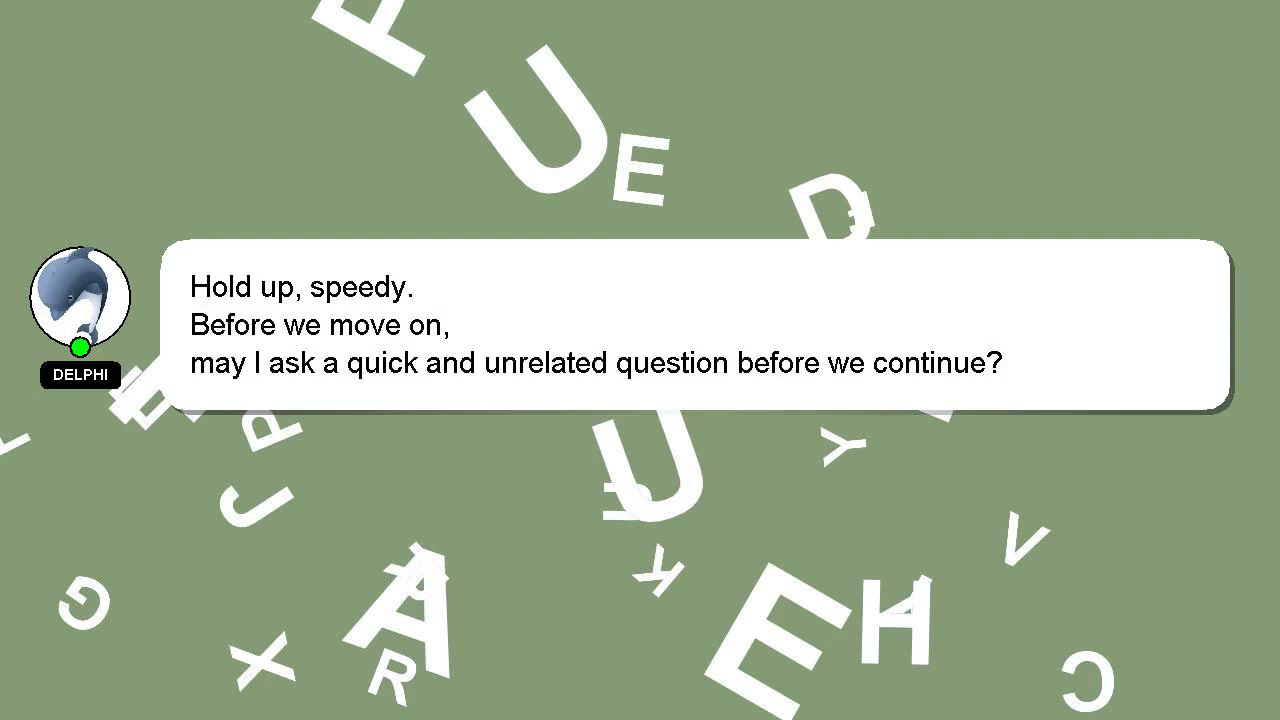 Hold up, speedy.
Before we move on,
may I ask a quick and unrelated question before we continue?
DELPHI
P
U
E
D
U
P
J
Y
K
V
G
A
X
R
E
H
C